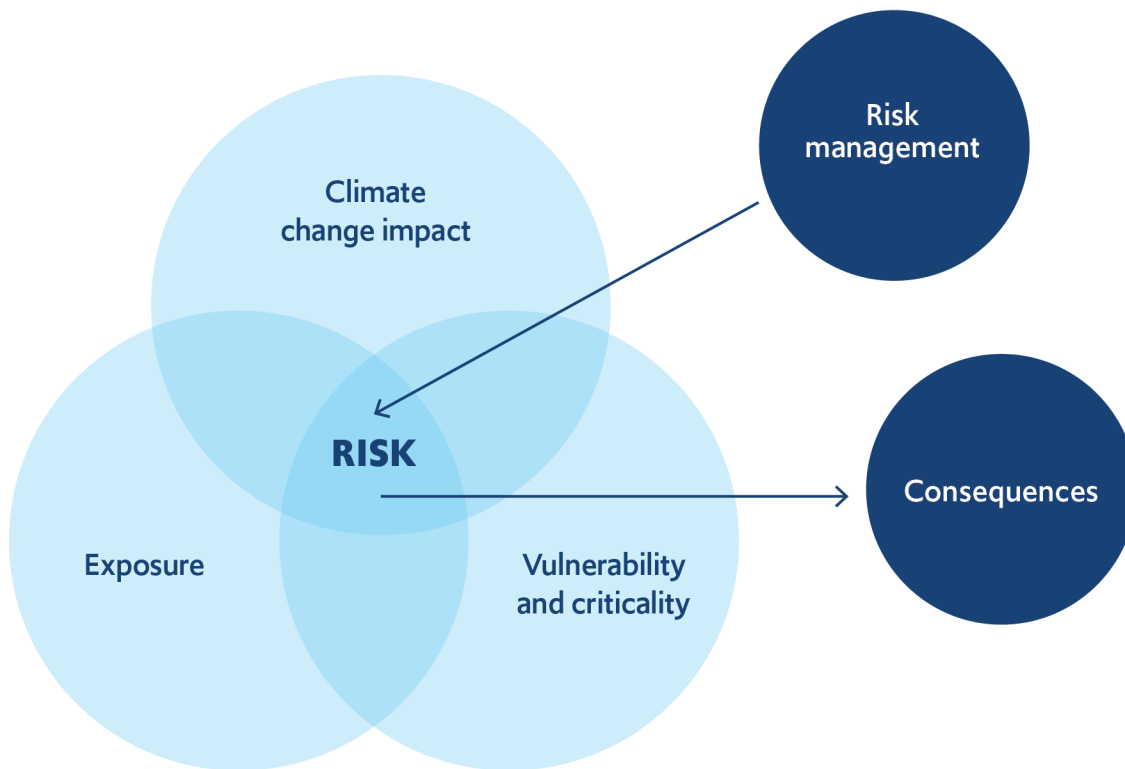 Risk
management
Climate
change impact
RISK
Consequences
Exposure
Vulnerability
and criticality